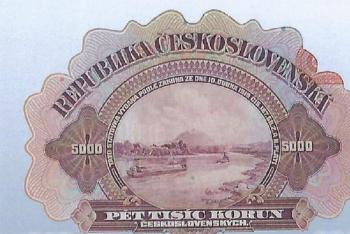 REPUBLIKA ČESKOSLOVENSKÁ
5000
5000
PĚT TISÍC KORUN
ČESKOSLOVENSKÝCH.